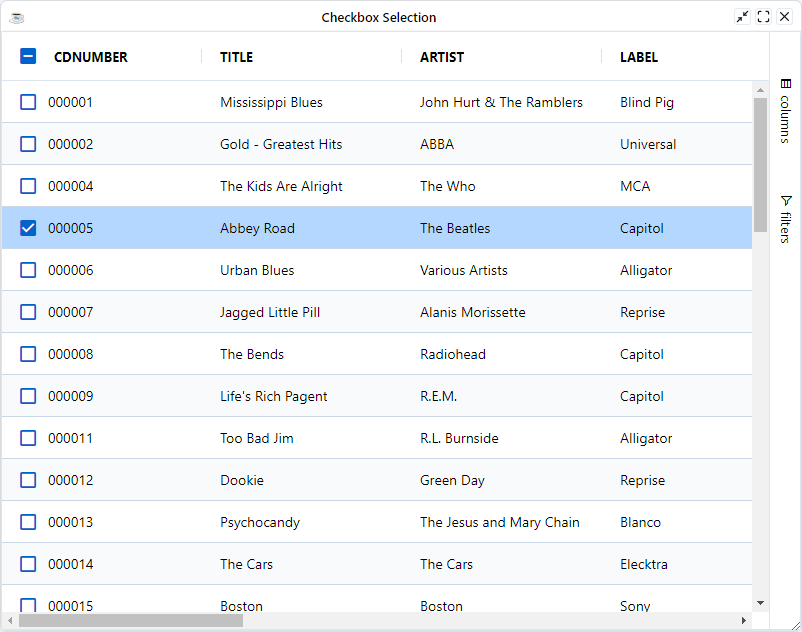 Checkbox Selection
CDNUMBER TITLE ARTIST LABEL
000001 Mississippi Blues John Hurt & The Ramblers Blind Pig
000002 Gold - Greatest Hits ABBA Universal
000004 The Kids Are Alright The Who MCA
000005 Abbey Road The Beatles Capitol
000006 Urban Blues Various Artists Alligator
000007 Jagged Little Pill Alanis Morissette Reprise
000008 The Bends Radiohead Capitol
000009 Life's Rich Pagent R.E.M. Capitol
000011 Too Bad Jim R.L. Burnside Alligator
000012 Dookie Green Day Reprise
000013 Psychocandy The Jesus and Mary Chain Blanco
000014 The Cars The Cars Elecktra
000015 Boston Boston Sony
columns
filters